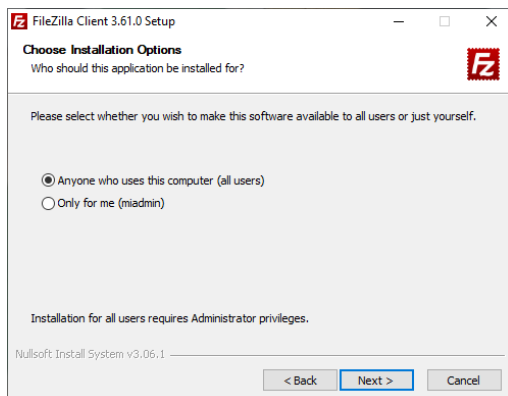 FileZilla Client 3.61.0 Setup
Choose Installation Options
Who should this application be installed for?
Please select whether you wish to make this software available to all users or just yourself.
Anyone who uses this computer (all users)
Only for me (miadmin)
Installation for all users requires Administrator privileges.
Nullsoft Install System v3.06.1
< Back Next > Cancel